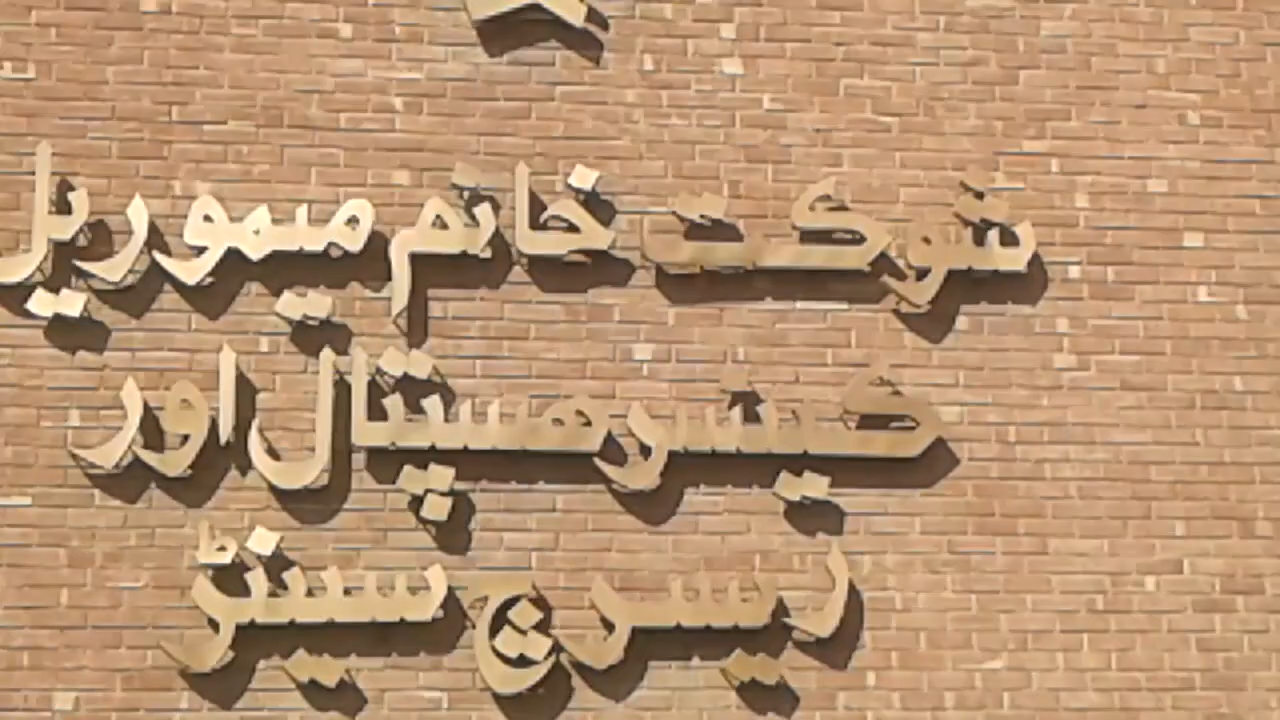 شوکت خانم میموریل
کینسر ہسپتال اور
ریسرچ سینٹر